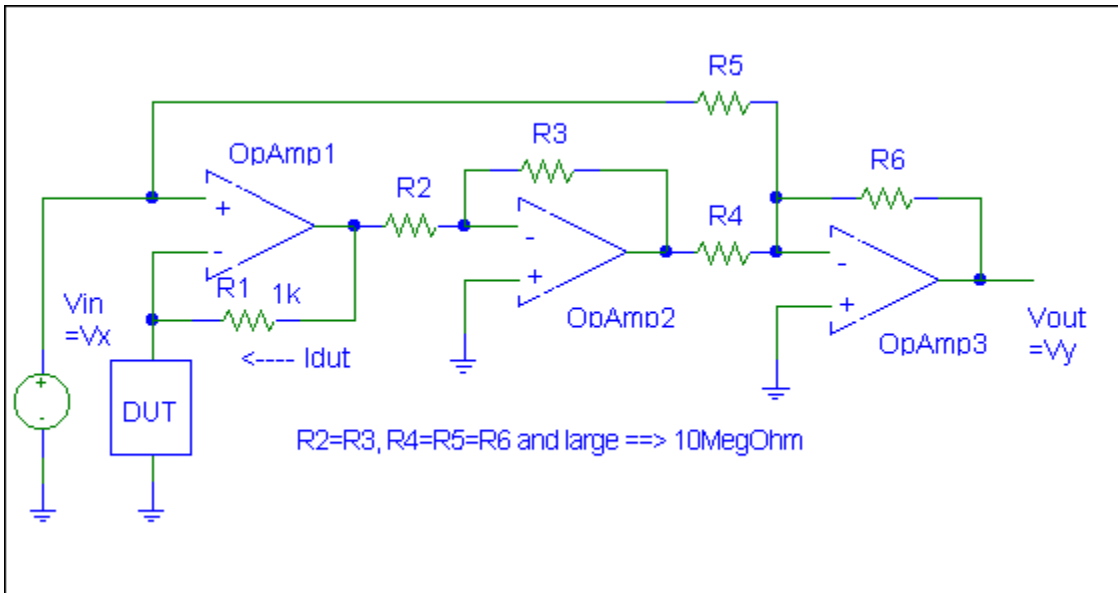 R5
R3
OpAmp1
R6
R2
+
-
R4
-
+
-
+
R1 1k
Vin
=Vx
OpAmp2
OpAmp3
Vout
=Vy
<---- Idut
+
-
DUT
R2=R3, R4=R5=R6 and large ==> 10MegOhm